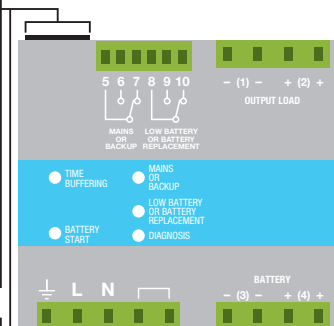 5 6 7 8 9 10
– (1) – + (2) +
OUTPUT LOAD
MAINS
OR
BACKUP
LOW BATTERY
OR BATTERY
REPLACEMENT
TIME
BUFFERING
MAINS
OR
BACKUP
LOW BATTERY
OR BATTERY
REPLACEMENT
BATTERY
START
DIAGNOSIS
BATTERY
L N
– (3) – + (4) +